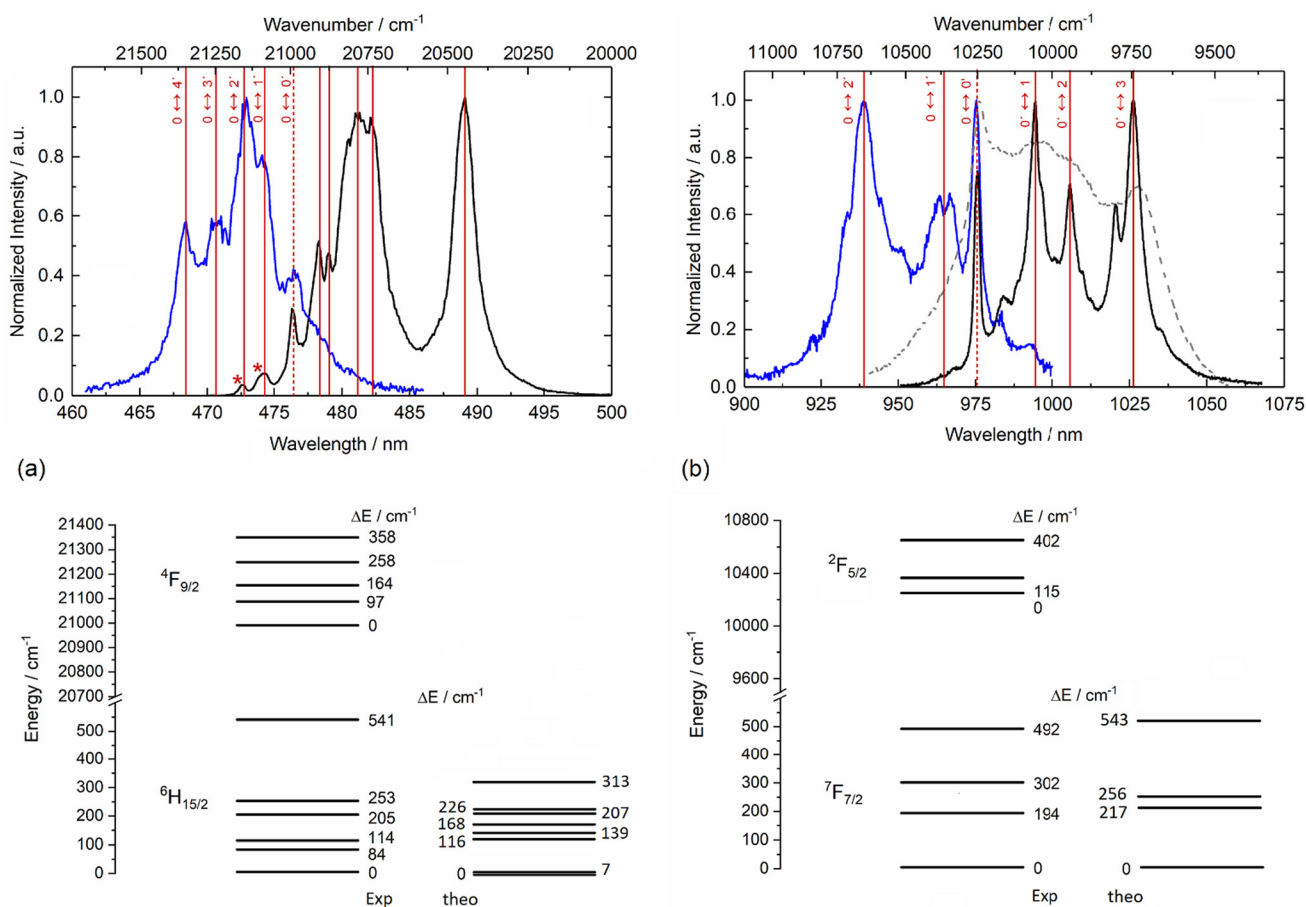 Wavenumber / cm-1
21500 21250 21000 20750 20500 20250 20000
0 ↔ 4´
0 ↔ 3´
0 ↔ 2´
0 ↔ 1´
0 ↔ 0´
Normalized Intensity / a.u.
1.0
0.8
0.6
0.4
0.2
0.0
* *
460 465 470 475 480 485 490 495 500
Wavelength / nm
(a)
Wavenumber / cm-1
11000 10750 10500 10250 10000 9750 9500
0 ↔ 2´
0 ↔ 1´
0 ↔ 0'
0´ ↔ 1
0´ ↔ 2
0´ ↔ 3
Normalized Intensity / a.u.
1.0
0.8
0.6
0.4
0.2
0.0
900 925 950 975 1000 1025 1050 1075
Wavelength / nm
(b)
Energy / cm-1
21400
21300
21200
21100
21000
20900
20800
20700
500
400
300
200
100
0
ΔE / cm-1
4F9/2
358
258
164
97
0
ΔE / cm-1
6H15/2
541
253
205
114
84
0
Exp
313
226
207
168
139
116
7
0
theo
Energy / cm-1
10800
10400
10000
9600
500
400
300
200
100
0
ΔE / cm-1
2F5/2
402
115
0
ΔE / cm-1
7F7/2
492
302
194
0
Exp
543
256
217
0
theo